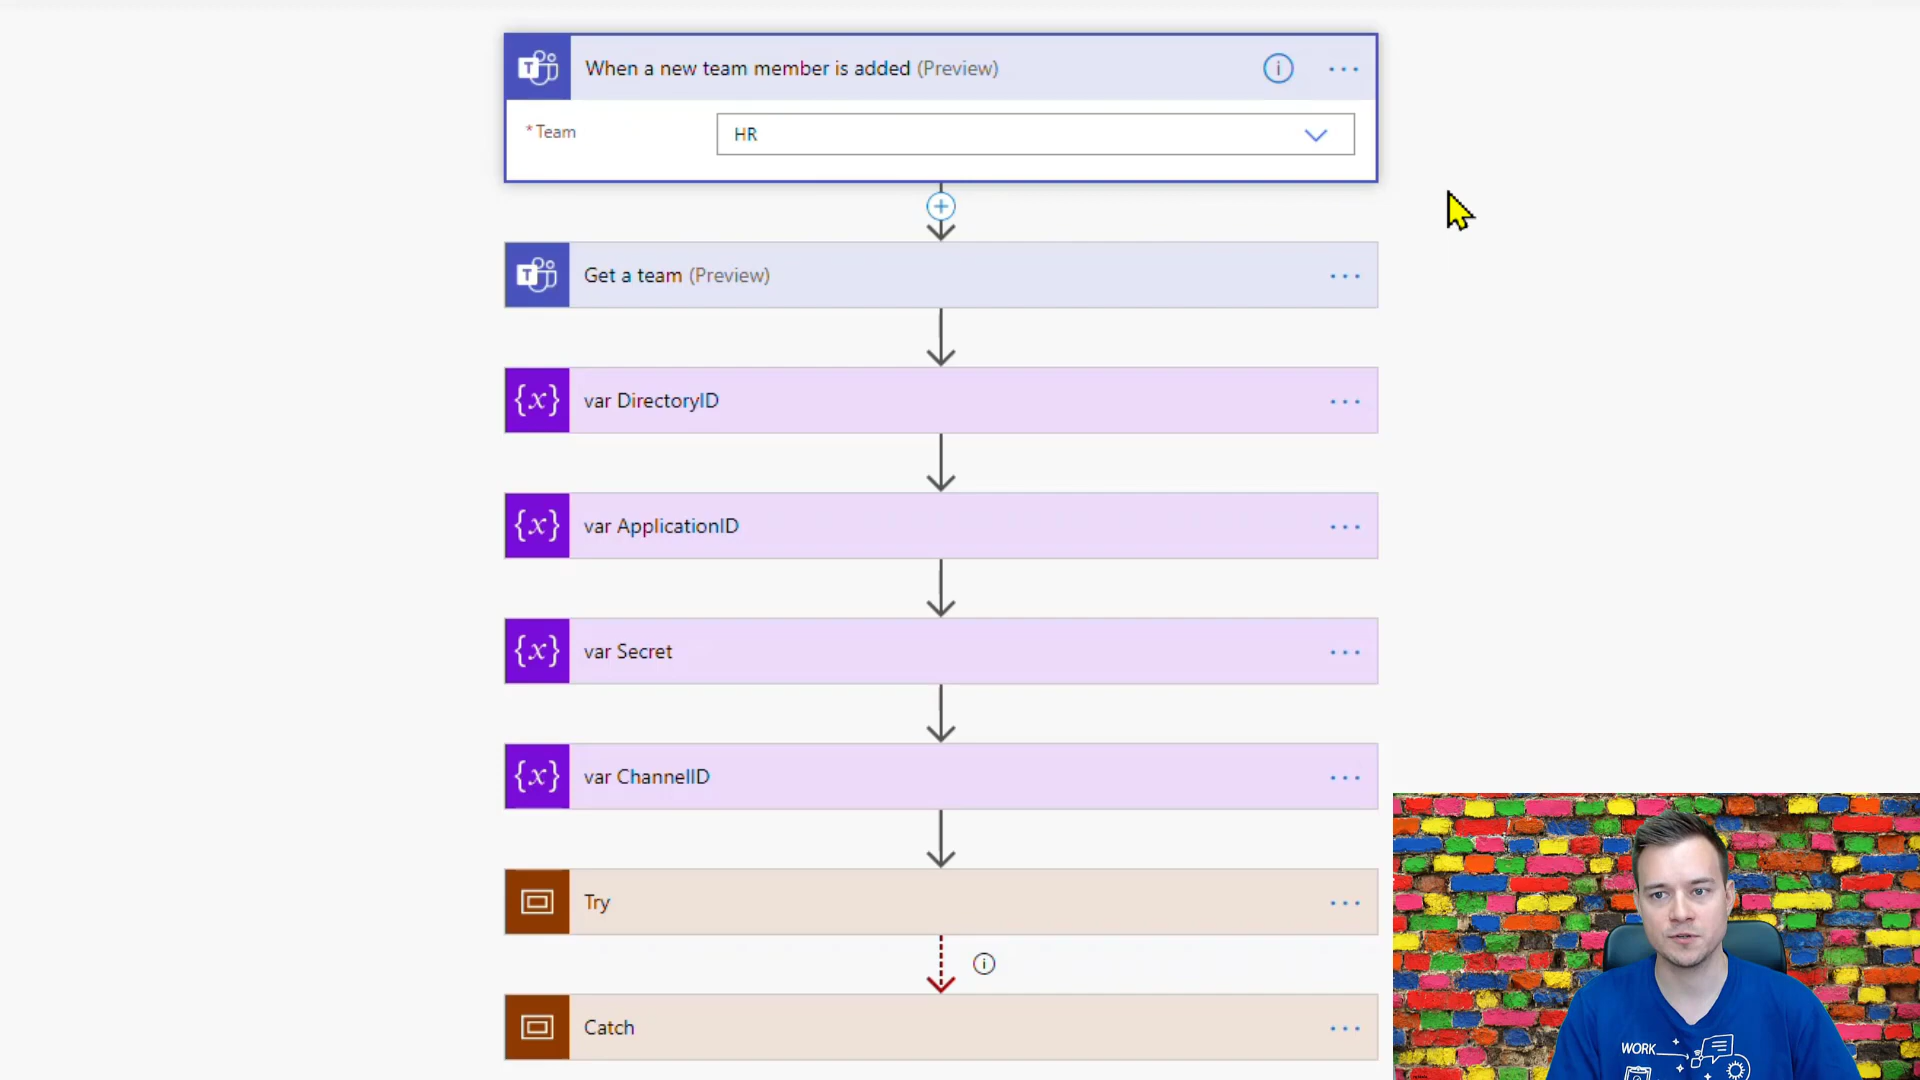 When a new team member is added (Preview)
* Team
HR
Get a team (Preview)
{x} var DirectoryID
{x} var ApplicationID
{x} var Secret
{x} var ChannelID
Try
Catch
WORK